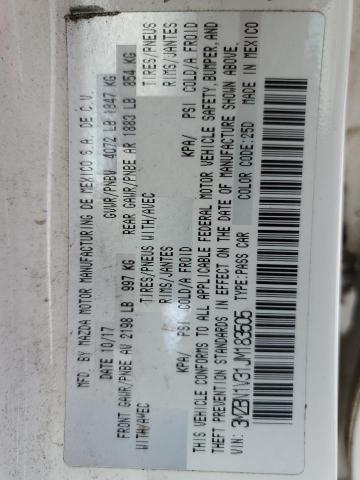 MFD. BY MAZDA MOTOR MANUFACTURING DE MEXICO S.A. DE C.V.
DATE 10/17 GVWR/PNBV 4072 LB 1847 KG
FRONT GAWR/PNBE AV 2198 LB 997 KG REAR GAWR/PNBE AR 1883 LB 854 KG
WITH/AVEC TIRES/PNEUS WITH/AVEC TIRES/PNEUS
RIMS/JANTES RIMS/JANTES
KPA/ PSI COLD/A FROID KPA/ PSI COLD/A FROID
THIS VEHICLE CONFORMS TO ALL APPLICABLE FEDERAL MOTOR VEHICLE SAFETY, BUMPER, AND
THEFT PREVENTION STANDARDS IN EFFECT ON THE DATE OF MANUFACTURE SHOWN ABOVE.
VIN: 3MZBN1V31JM183505 TYPE:PASS CAR COLOR CODE:25D MADE IN MEXICO